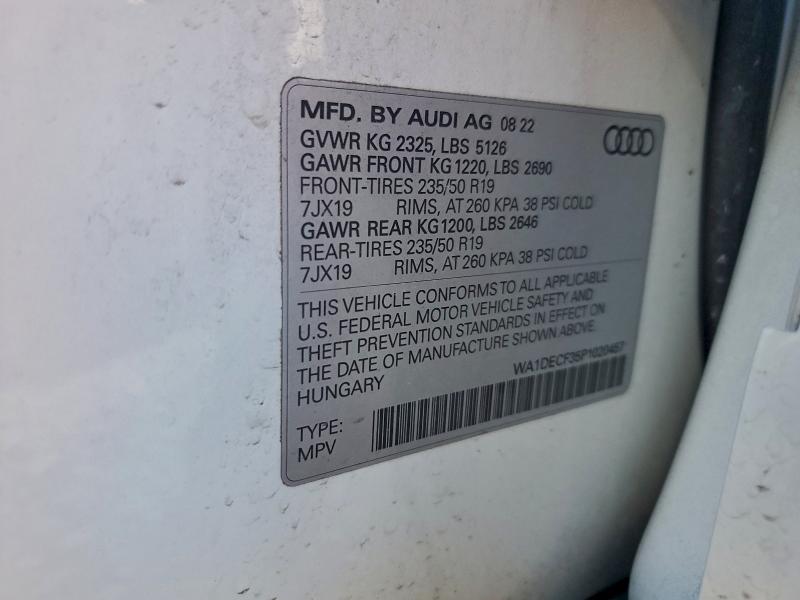 MFD. BY AUDI AG 08 22
GVWR KG 2325, LBS 5126
GAWR FRONT KG 1220, LBS 2690
FRONT-TIRES 235/50 R19
7JX19 RIMS, AT 260 KPA 38 PSI COLD
GAWR REAR KG 1200, LBS 2646
REAR-TIRES 235/50 R19
7JX19 RIMS, AT 260 KPA 38 PSI COLD
THIS VEHICLE CONFORMS TO ALL APPLICABLE
U.S. FEDERAL MOTOR VEHICLE SAFETY AND
THEFT PREVENTION STANDARDS IN EFFECT ON
THE DATE OF MANUFACTURE SHOWN ABOVE.
HUNGARY
WA1DECF35P1020457
TYPE:
MPV